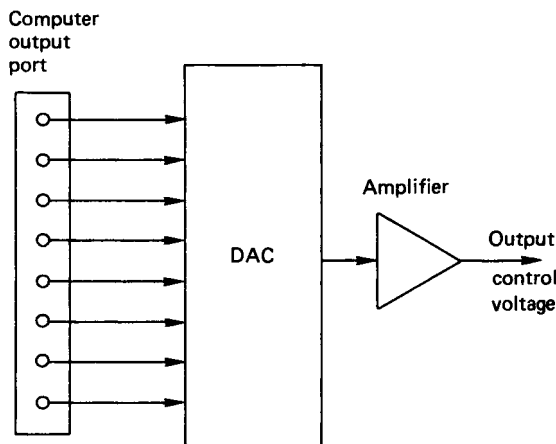 Computer
output
port
DAC
Amplifier
Output
control
voltage